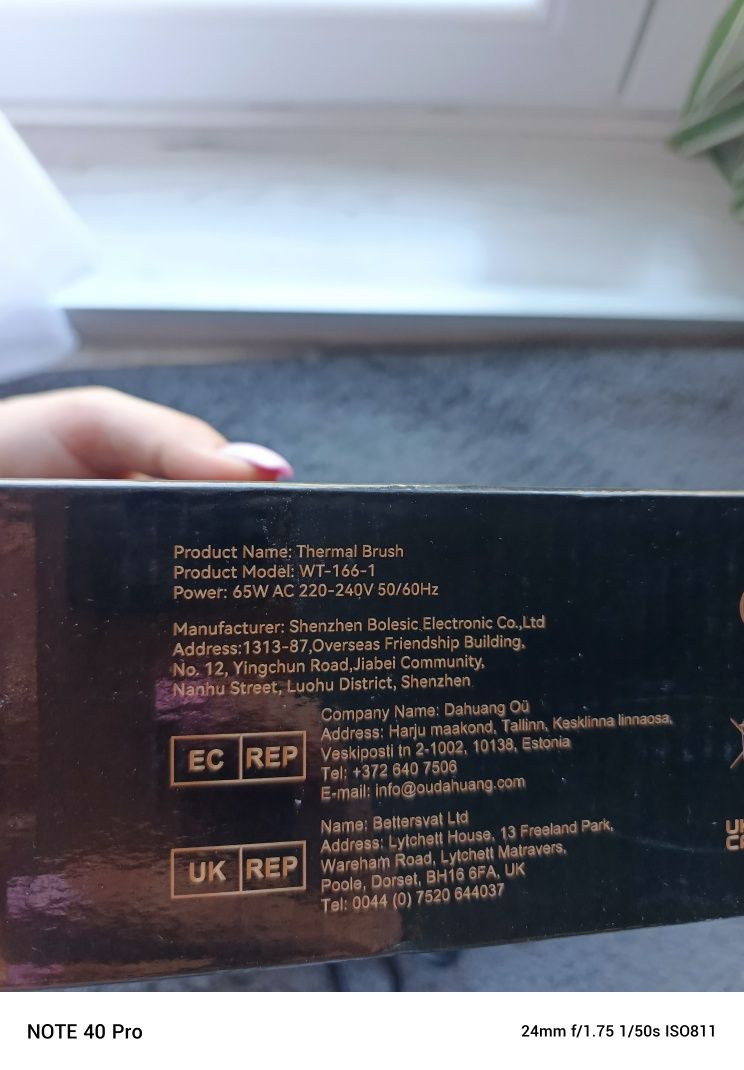 Product Name: Thermal Brush
Product Model: WT-166-1
Power: 65W AC 220-240V 50/60Hz
Manufacturer: Shenzhen Bolesic Electronic Co.,Ltd
Address:1313-87,Overseas Friendship Building,
No. 12, Yingchun Road,Jiabei Community,
Nanhu Street, Luohu District, Shenzhen
EC REP
Company Name: Dahuang Oü
Address: Harju maakond, Tallinn, Kesklinna linnaosa,
Veskiposti tn 2-1002, 10138, Estonia
Tel: +372 640 7506
E-mail: info@oudahuang.com
UK REP
Name: Bettersvat Ltd
Address: Lytchett House, 13 Freeland Park,
Wareham Road, Lytchett Matravers,
Poole, Dorset, BH16 6FA, UK
Tel: 0044 (0) 7520 644037
NOTE 40 Pro
24mm f/1.75 1/50s ISO811